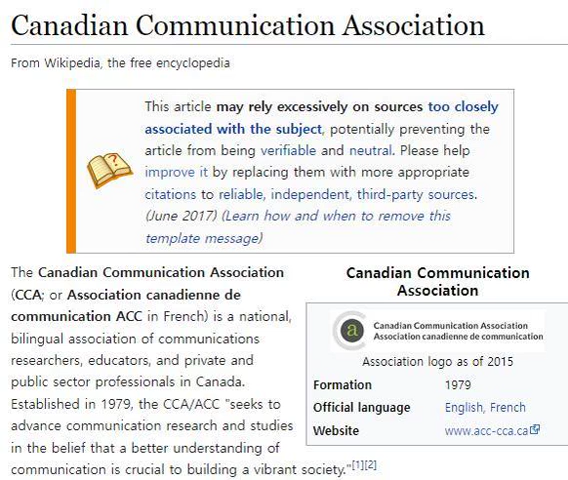 Canadian Communication Association
From Wikipedia, the free encyclopedia
This article may rely excessively on sources too closely
associated with the subject, potentially preventing the
article from being verifiable and neutral. Please help
improve it by replacing them with more appropriate
citations to reliable, independent, third-party sources.
(June 2017) (Learn how and when to remove this
template message)
The Canadian Communication Association
(CCA; or Association canadienne de
communication ACC in French) is a national,
bilingual association of communications
researchers, educators, and private and
public sector professionals in Canada.
Established in 1979, the CCA/ACC "seeks to
advance communication research and studies
in the belief that a better understanding of
communication is crucial to building a vibrant society."[1][2]
Canadian Communication
Association
a
Canadian Communication Association
Association canadienne de communication
Association logo as of 2015
Formation 1979
Official language English, French
Website www.acc-cca.ca